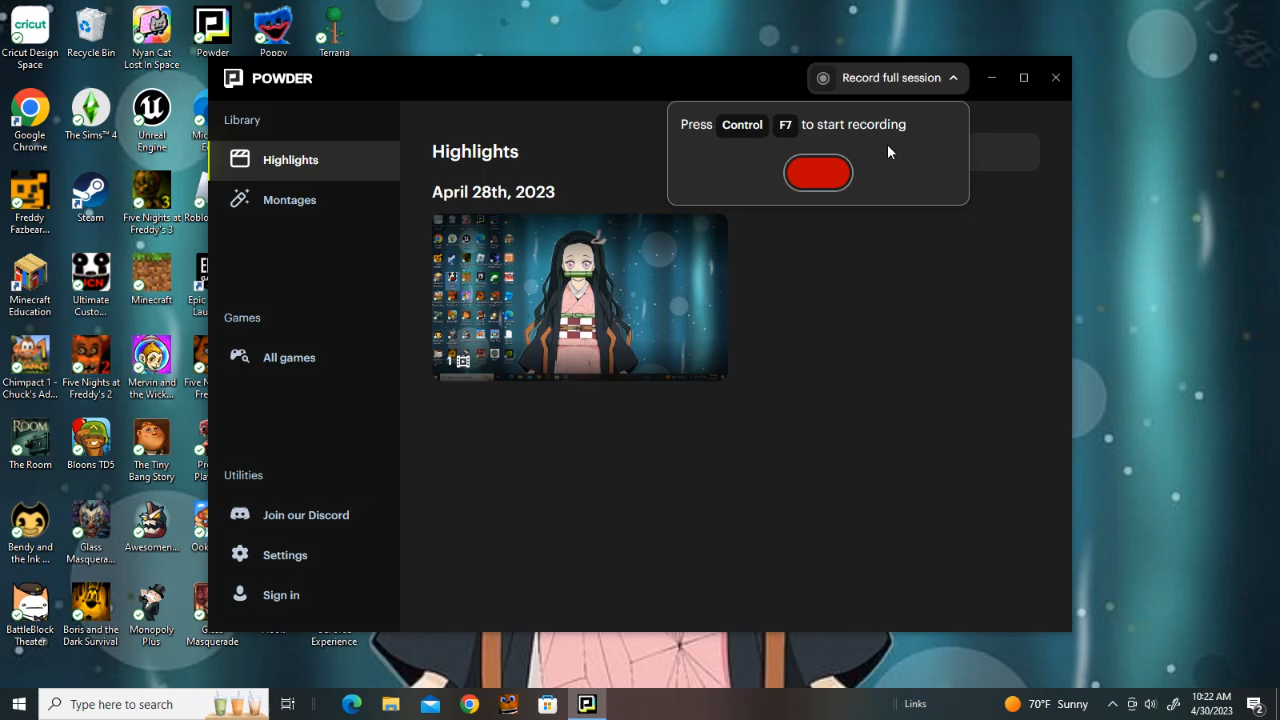 Cricut Design
Space
Recycle Bin
Nyan Cat
Lost In Space
Powder
Poppy
Terraria
cricut
POWDER
Record full session
Library
Press Control F7 to start recording
Highlights
Montages
Highlights
April 28th, 2023
1
Games
All games
Utilities
Join our Discord
Settings
Sign in
Google
Chrome
The Sims™ 4
Unreal
Engine
Freddy
Fazbear...
Steam
Five Nights at
Freddy's 3
Minecraft
Education
Ultimate
Custo...
Minecraft
Chimpact 1 -
Chuck's Ad...
Five Nights at
Freddy's 2
Mervin and
the Wick...
The Room
Bloons TD5
The Tiny
Bang Story
Bendy and
the Ink ...
Glass
Masquera...
Awesomen...
BattleBlock
Theater
Boris and the
Dark Survival
Monopoly
Plus
Masquerade
Experience
Type here to search
Links
70°F Sunny
10:22 AM
4/30/2023
2